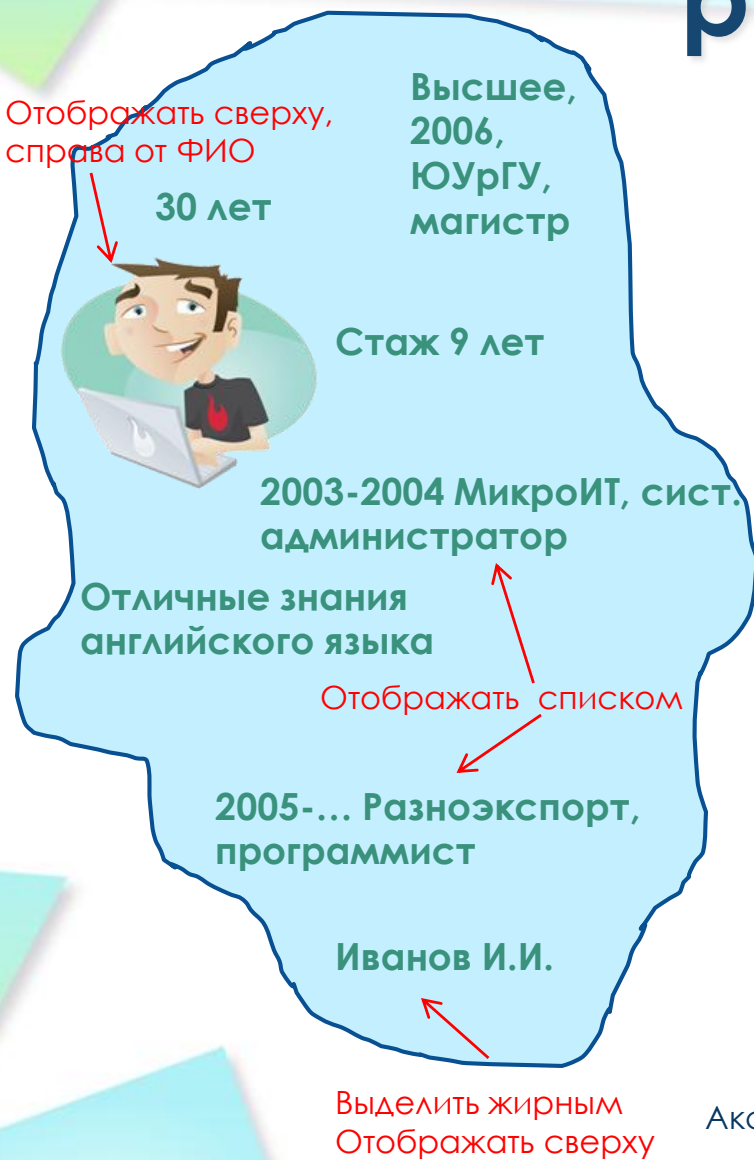 р
Отображать сверху,
справа от ФИО
Высшее,
2006,
ЮУрГУ,
магистр
30 лет
Стаж 9 лет
2003-2004 МикроИТ, сист.
администратор
Отличные знания
английского языка
Отображать списком
2005-... Разноэкспорт,
программист
Иванов И.И.
Выделить жирным
Отображать сверху